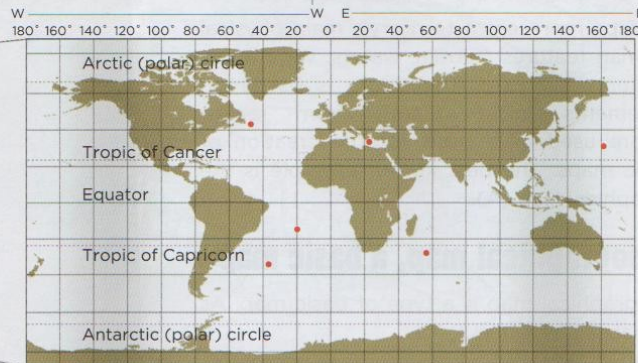 W W E
180° 160° 140° 120° 100° 80° 60° 40° 20° 0° 20° 40° 60° 80° 100° 120° 140° 160° 18
Arctic (polar) circle
Tropic of Cancer
Equator
Tropic of Capricorn
Antarctic (polar) circle